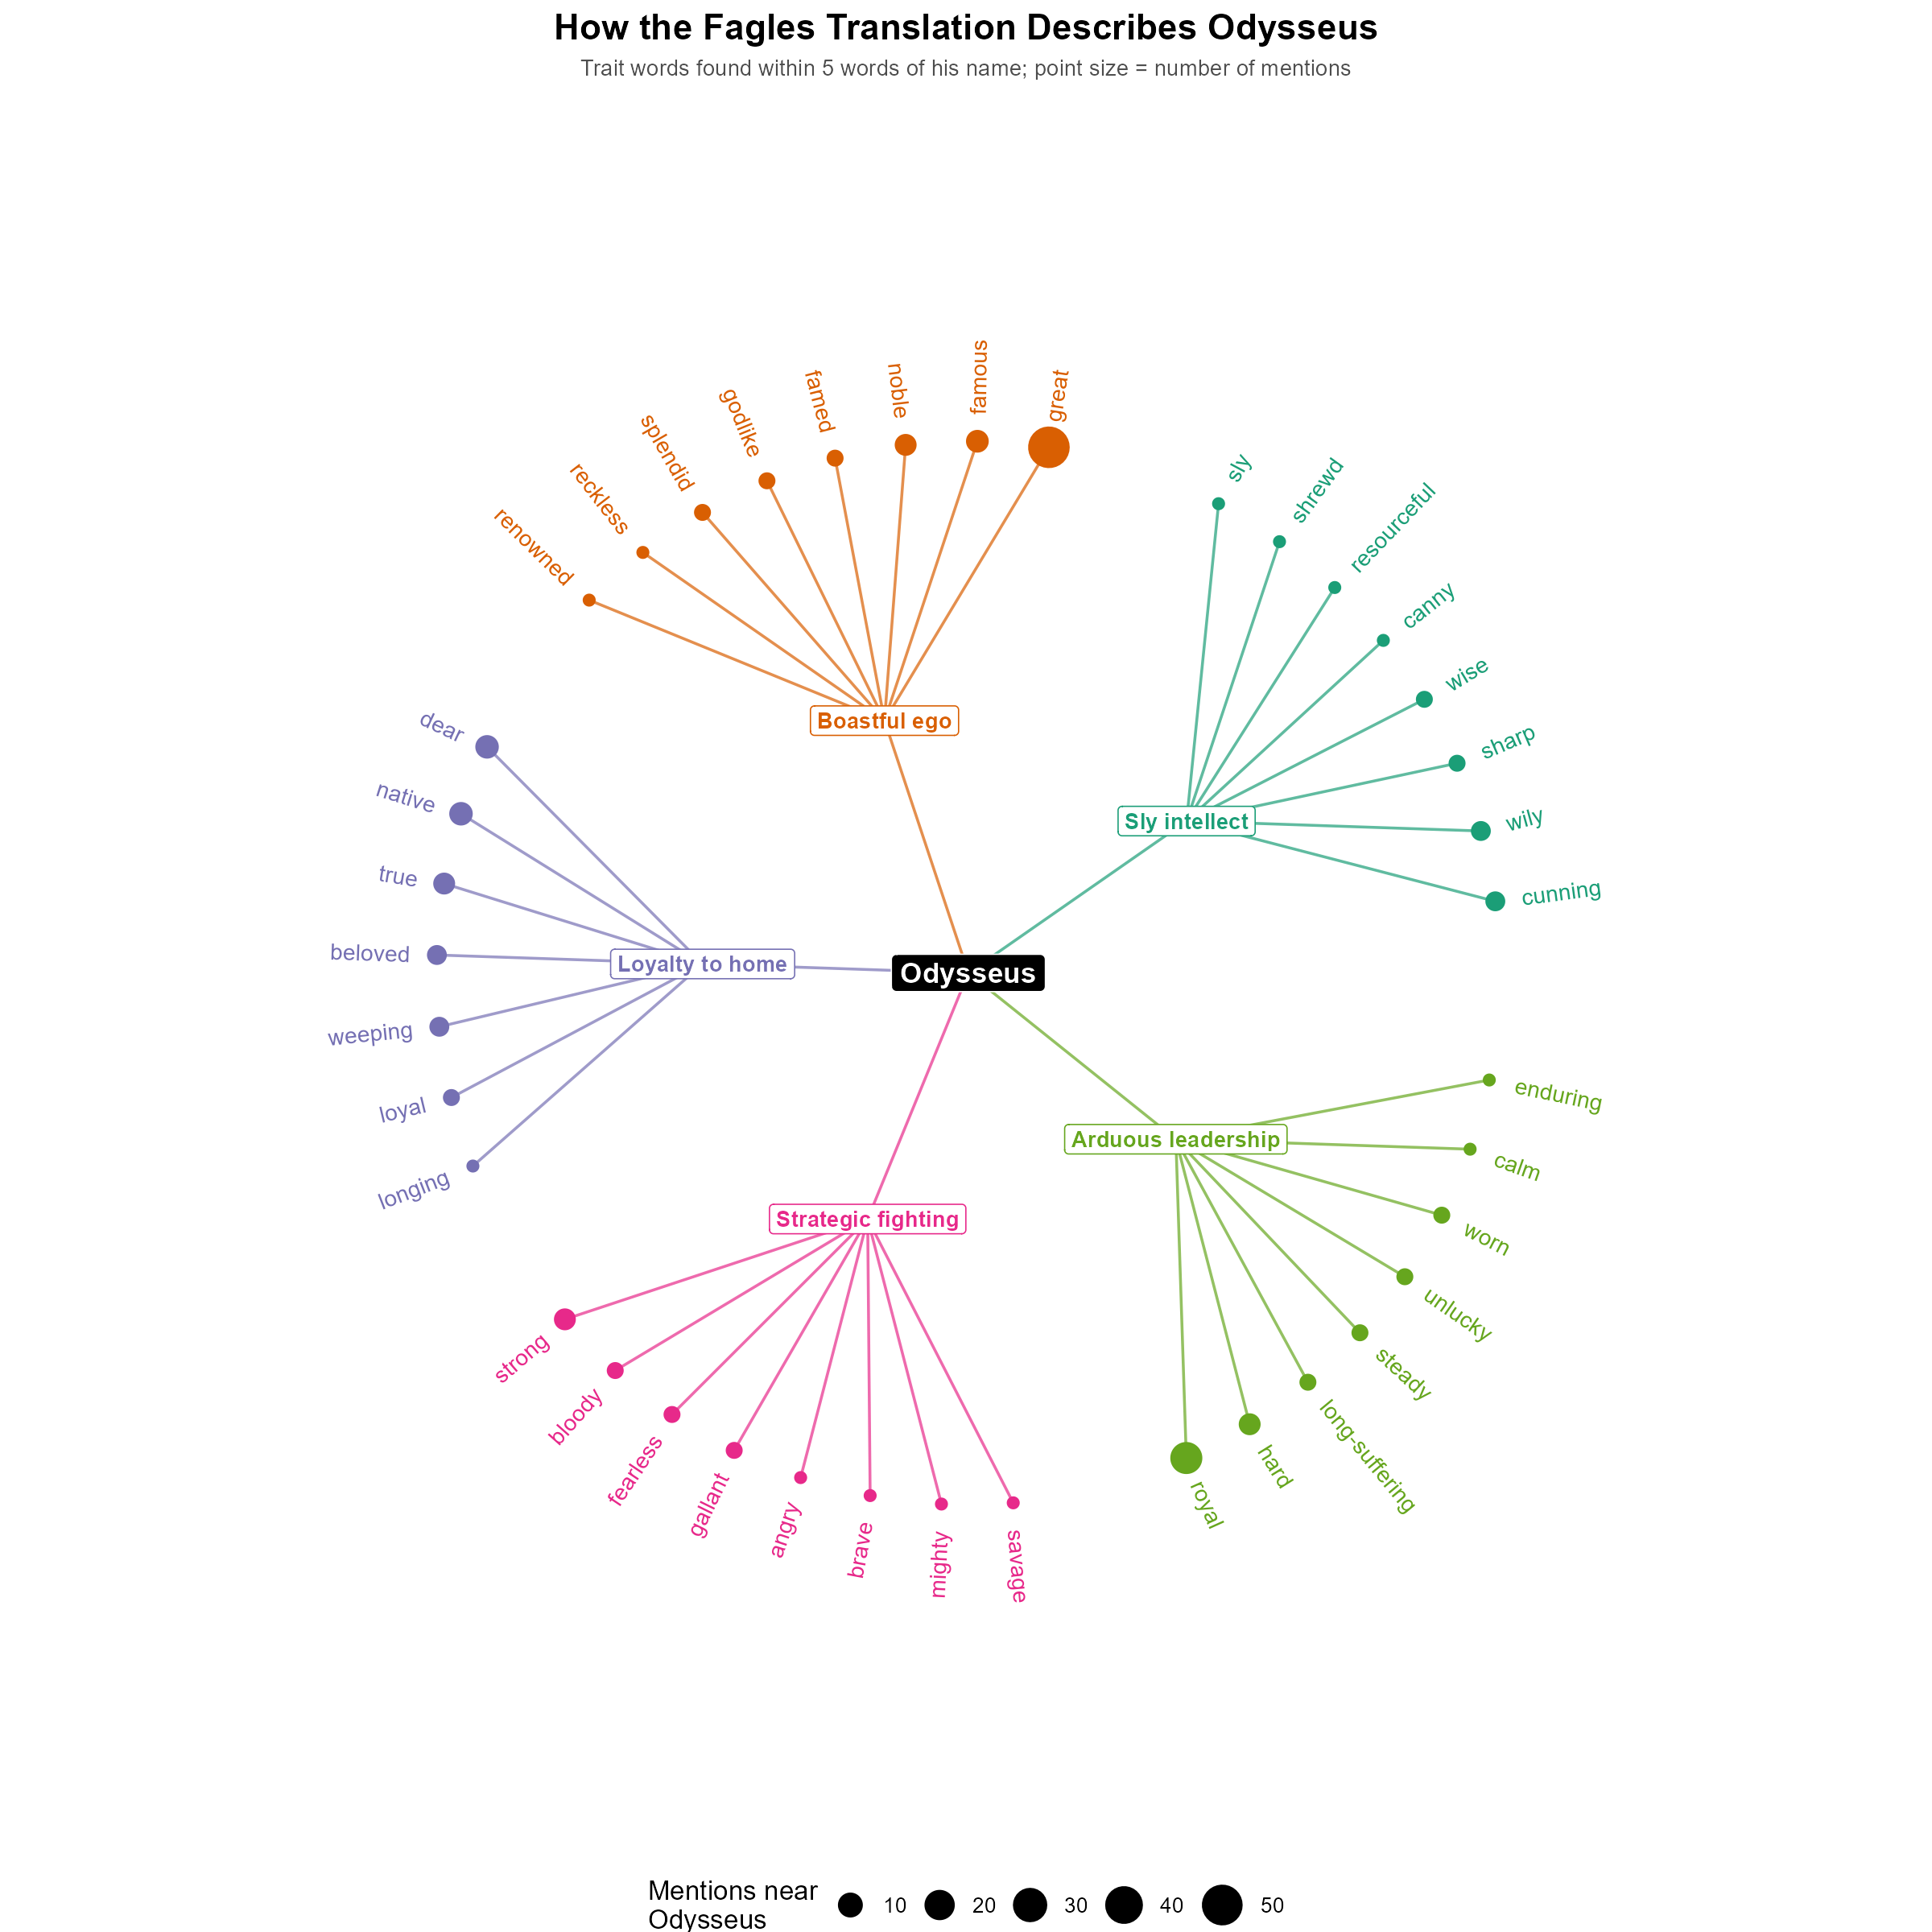 How the Fagles Translation Describes Odysseus
Trait words found within 5 words of his name; point size = number of mentions
renowned
reckless
splendid
godlike
famed
noble
famous
great
Boastful ego
sly
shrewd
resourceful
canny
wise
sharp
wily
cunning
Sly intellect
dear
native
true
beloved
weeping
loyal
longing
Loyalty to home
Odysseus
enduring
calm
worn
unlucky
steady
long-suffering
hard
royal
Arduous leadership
Strategic fighting
strong
bloody
fearless
gallant
angry
brave
mighty
savage
Mentions near
Odysseus
10 20 30 40 50